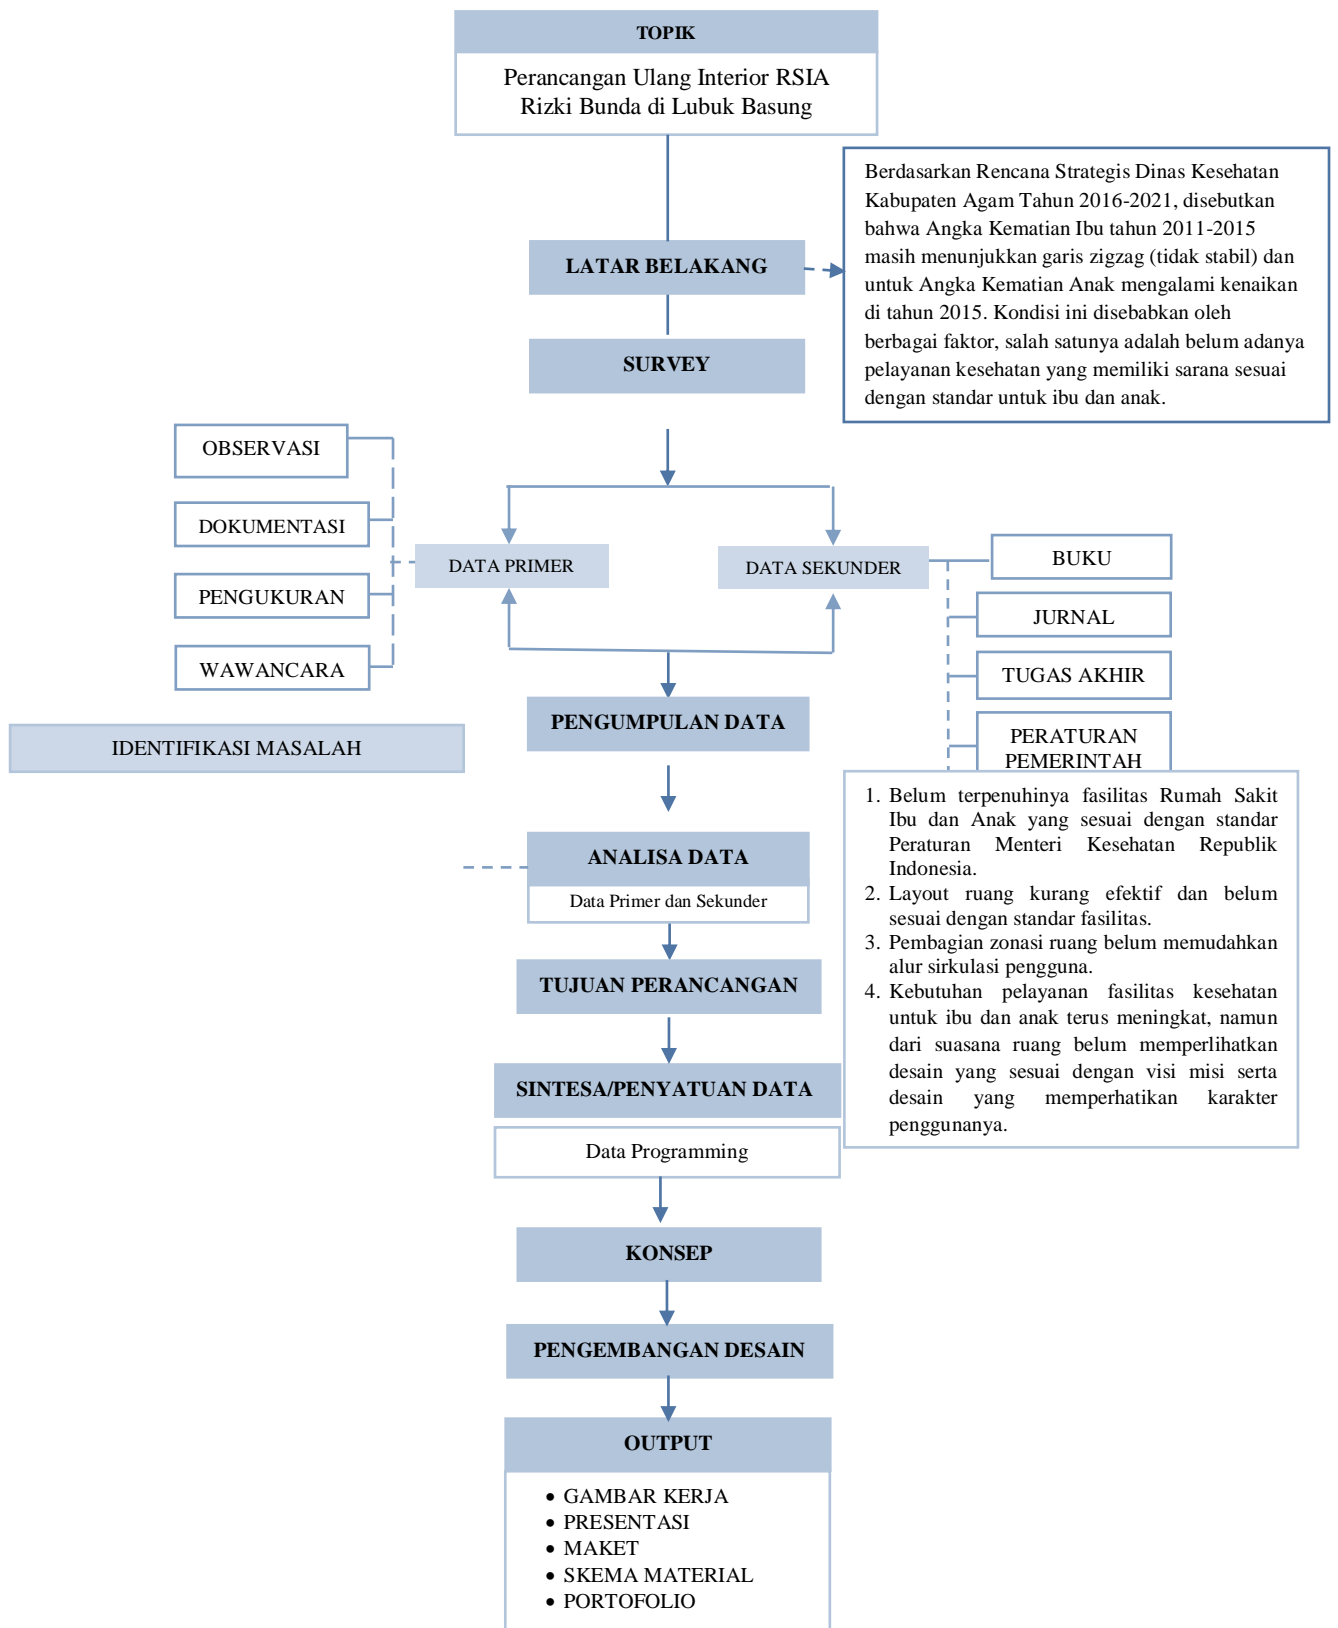 TOPIK
Perancangan Ulang Interior RSIA
Rizki Bunda di Lubuk Basung
LATAR BELAKANG
Berdasarkan Rencana Strategis Dinas Kesehatan
Kabupaten Agam Tahun 2016-2021, disebutkan
bahwa Angka Kematian Ibu tahun 2011-2015
masih menunjukkan garis zigzag (tidak stabil) dan
untuk Angka Kematian Anak mengalami kenaikan
di tahun 2015. Kondisi ini disebabkan oleh
berbagai faktor, salah satunya adalah belum adanya
pelayanan kesehatan yang memiliki sarana sesuai
dengan standar untuk ibu dan anak.
SURVEY
OBSERVASI
DOKUMENTASI
PENGUKURAN
WAWANCARA
DATA PRIMER
DATA SEKUNDER
BUKU
JURNAL
TUGAS AKHIR
PERATURAN
PEMERINTAH
PENGUMPULAN DATA
IDENTIFIKASI MASALAH
1. Belum terpenuhinya fasilitas Rumah Sakit
Ibu dan Anak yang sesuai dengan standar
Peraturan Menteri Kesehatan Republik
Indonesia.
2. Layout ruang kurang efektif dan belum
sesuai dengan standar fasilitas.
3. Pembagian zonasi ruang belum memudahkan
alur sirkulasi pengguna.
4. Kebutuhan pelayanan fasilitas kesehatan
untuk ibu dan anak terus meningkat, namun
dari suasana ruang belum memperlihatkan
desain yang sesuai dengan visi misi serta
desain yang memperhatikan karakter
penggunanya.
ANALISA DATA
Data Primer dan Sekunder
TUJUAN PERANCANGAN
SINTESA/PENYATUAN DATA
Data Programming
KONSEP
PENGEMBANGAN DESAIN
OUTPUT
• GAMBAR KERJA
• PRESENTASI
• MAKET
• SKEMA MATERIAL
• PORTOFOLIO